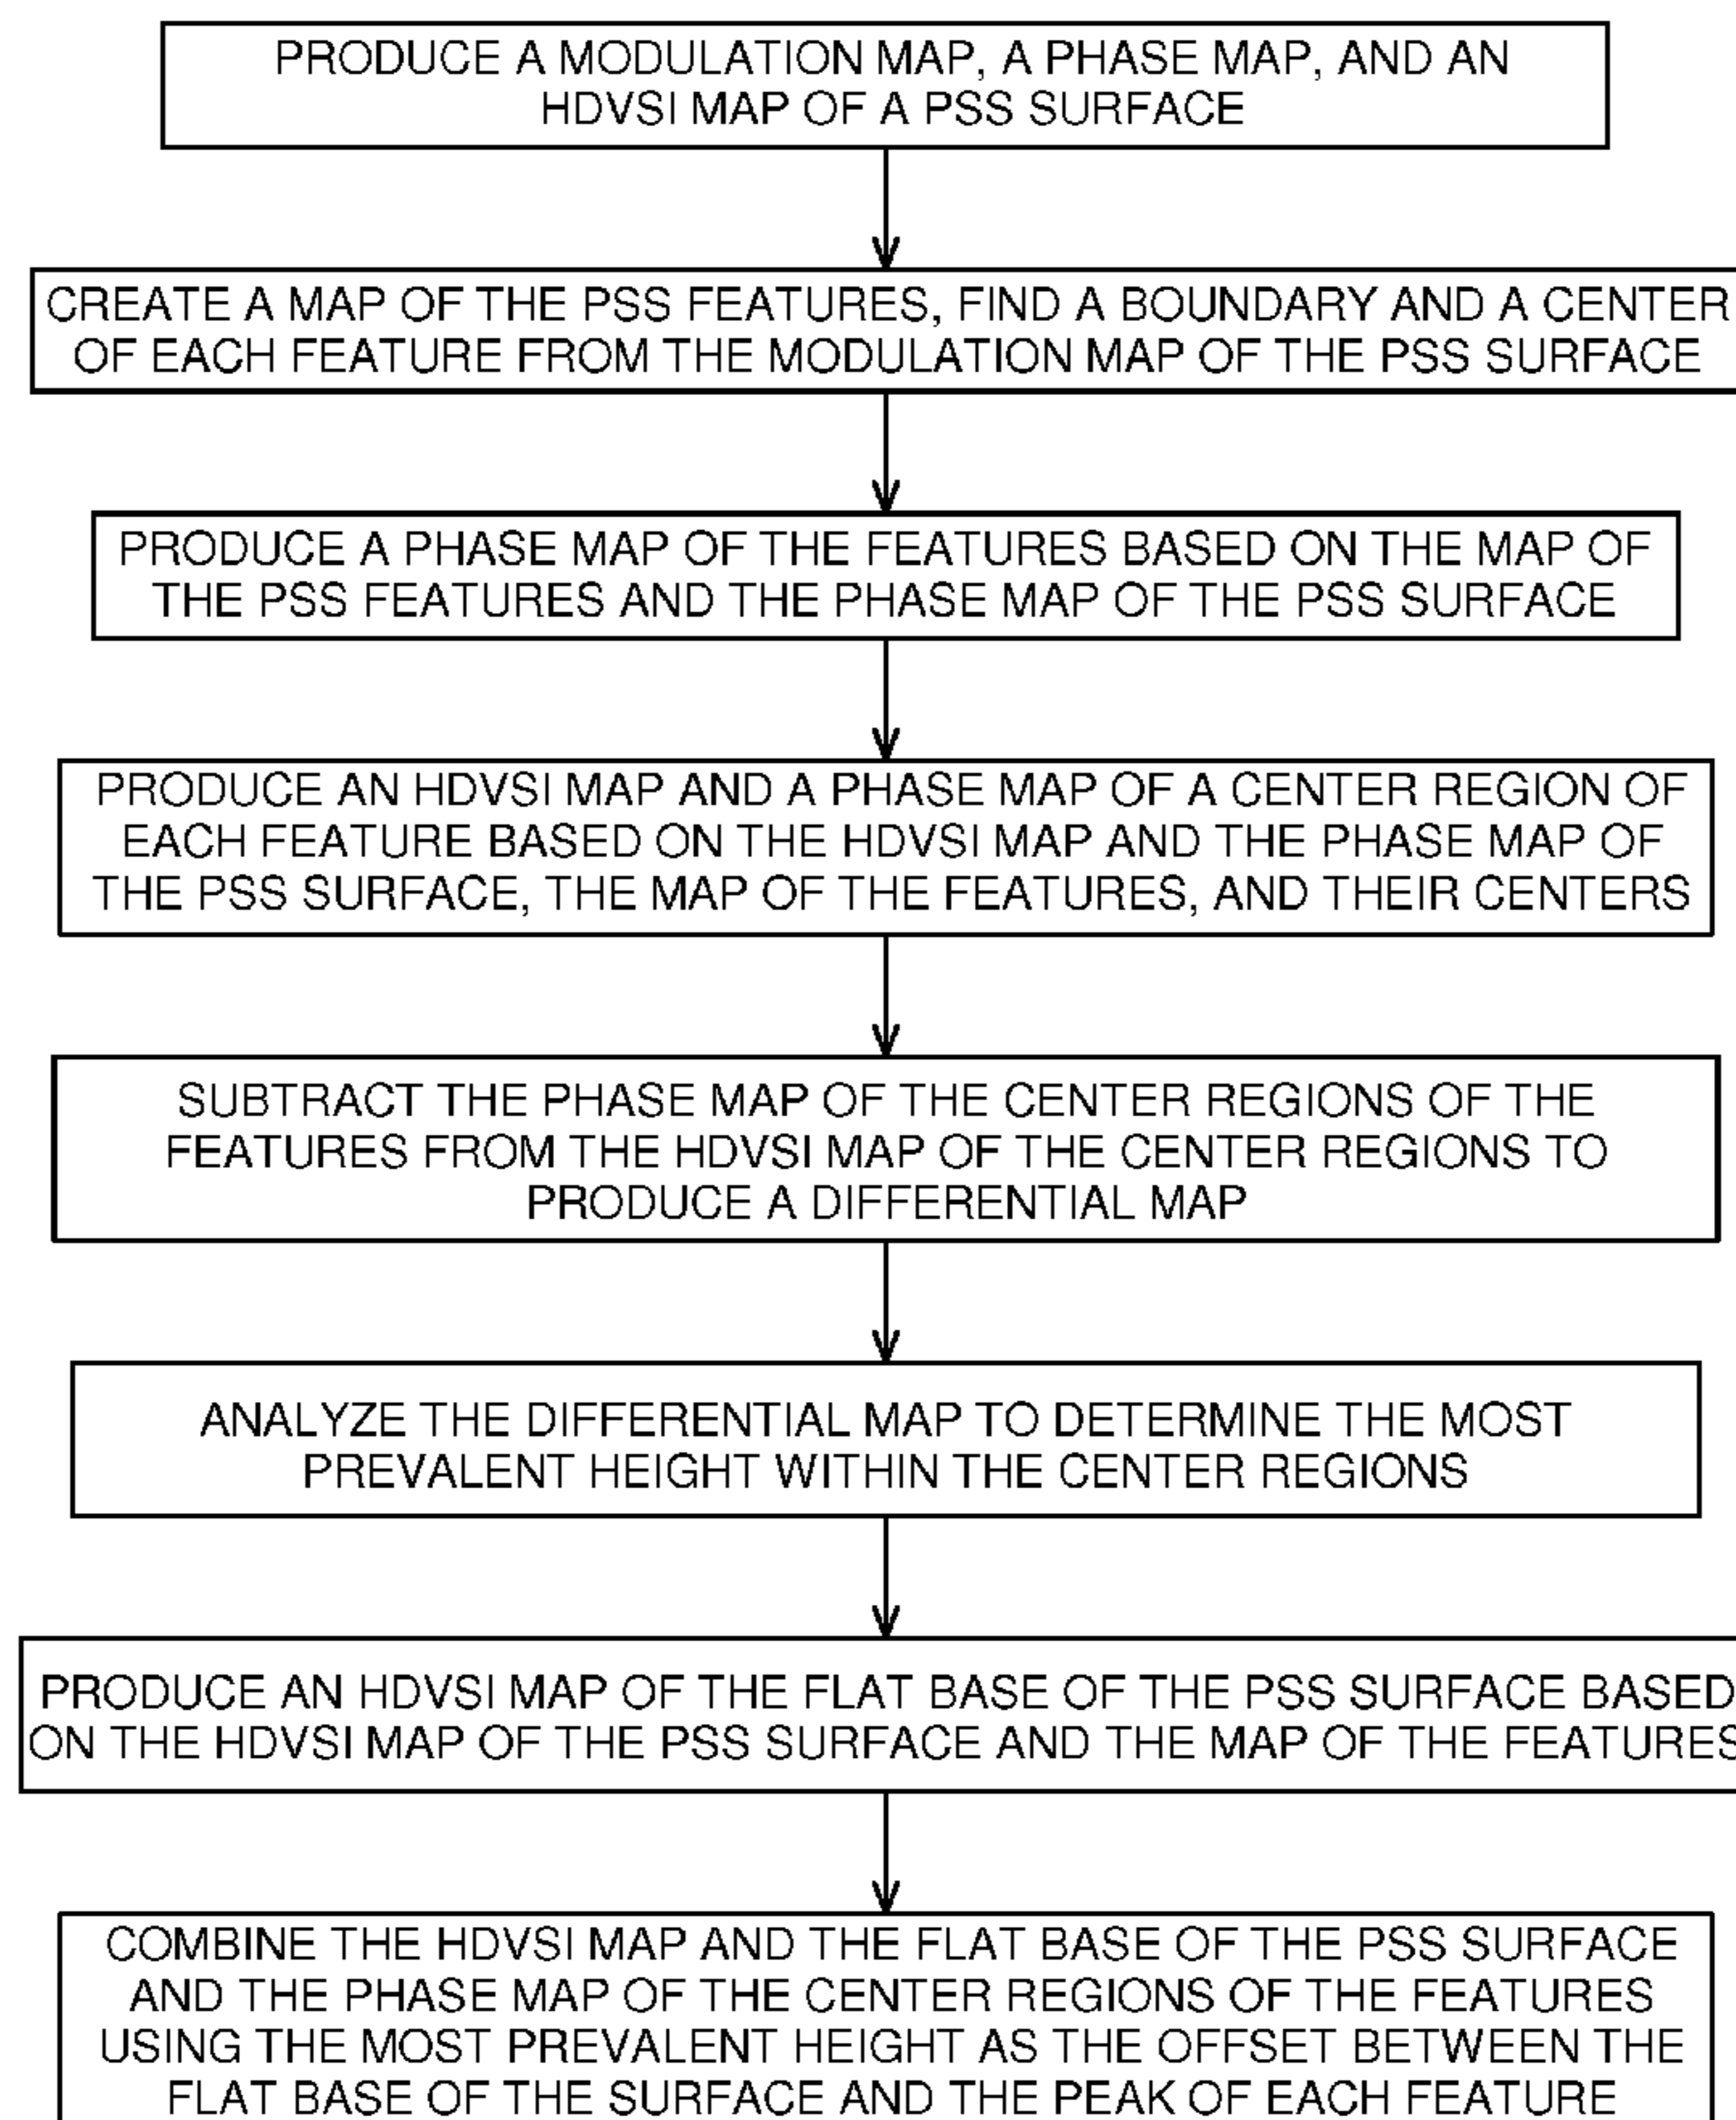 PRODUCE A MODULATION MAP, A PHASE MAP, AND AN
HDVSI MAP OF A PSS SURFACE
CREATE A MAP OF THE PSS FEATURES, FIND A BOUNDARY AND A CENTER
OF EACH FEATURE FROM THE MODULATION MAP OF THE PSS SURFACE
PRODUCE A PHASE MAP OF THE FEATURES BASED ON THE MAP OF
THE PSS FEATURES AND THE PHASE MAP OF THE PSS SURFACE
PRODUCE AN HDVSI MAP AND A PHASE MAP OF A CENTER REGION OF
EACH FEATURE BASED ON THE HDVSI MAP AND THE PHASE MAP OF
THE PSS SURFACE, THE MAP OF THE FEATURES, AND THEIR CENTERS
SUBTRACT THE PHASE MAP OF THE CENTER REGIONS OF THE
FEATURES FROM THE HDVSI MAP OF THE CENTER REGIONS TO
PRODUCE A DIFFERENTIAL MAP
ANALYZE THE DIFFERENTIAL MAP TO DETERMINE THE MOST
PREVALENT HEIGHT WITHIN THE CENTER REGIONS
PRODUCE AN HDVSI MAP OF THE FLAT BASE OF THE PSS SURFACE BASED
ON THE HDVSI MAP OF THE PSS SURFACE AND THE MAP OF THE FEATURES
COMBINE THE HDVSI MAP AND THE FLAT BASE OF THE PSS SURFACE
AND THE PHASE MAP OF THE CENTER REGIONS OF THE FEATURES
USING THE MOST PREVALENT HEIGHT AS THE OFFSET BETWEEN THE
FLAT BASE OF THE SURFACE AND THE PEAK OF EACH FEATURE